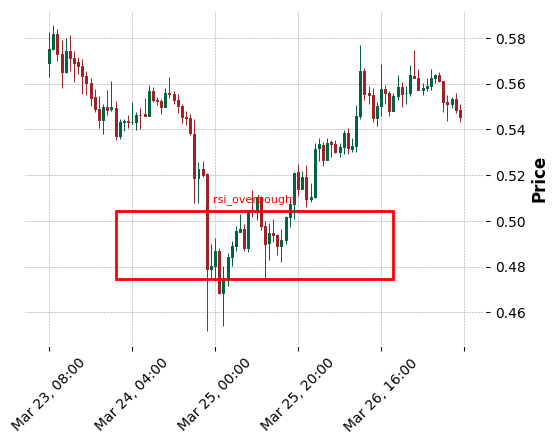 0.58
0.56
0.54
0.52
0.50
0.48
0.46
Price
rsi_overbought
Mar 23, 08:00
Mar 24, 04:00
Mar 25, 00:00
Mar 25, 20:00
Mar 26, 16:00